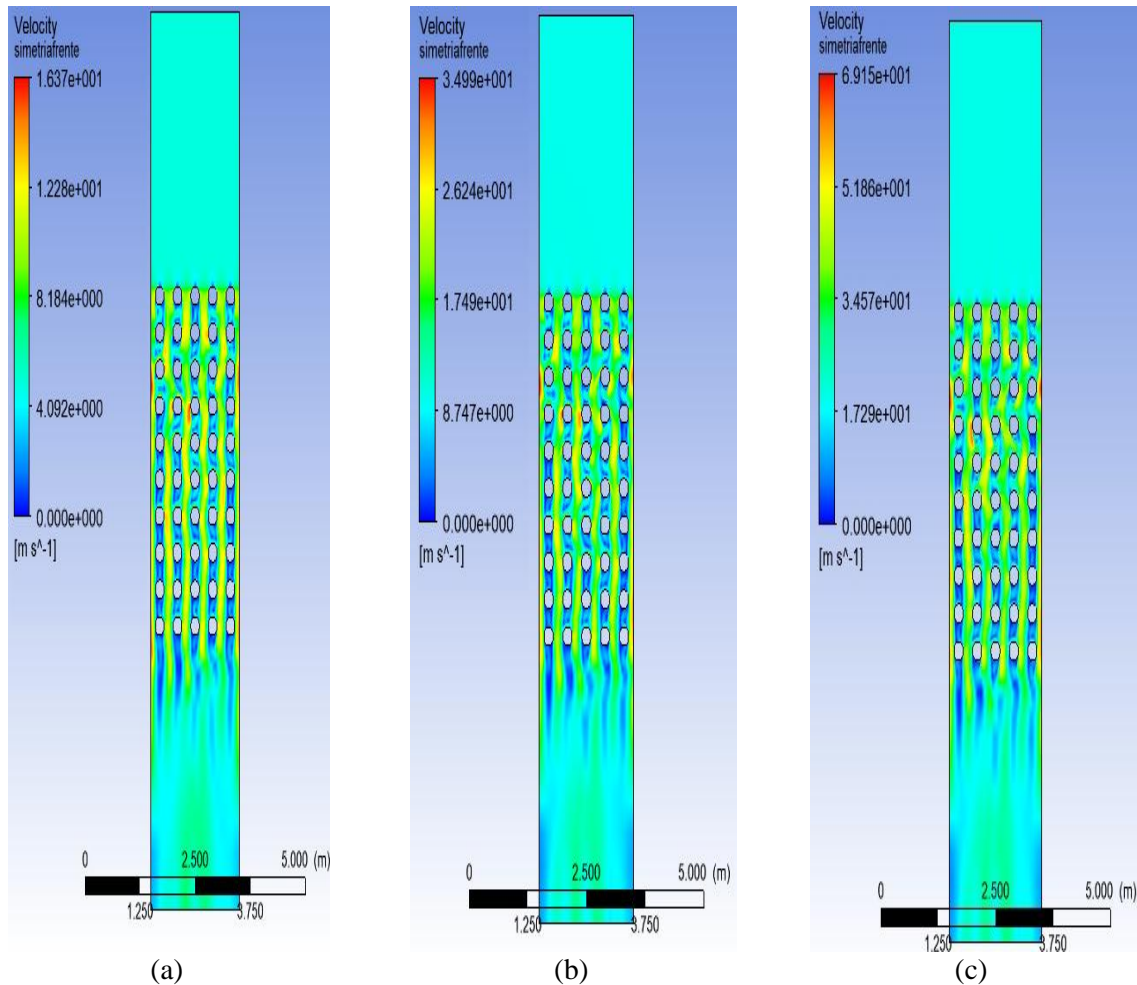 Velocity
simetriafrente
1.637e+001
1.228e+001
8.184e+000
4.092e+000
0.000e+000
[m s^-1]
0
2.500
5.000 (m)
1.250
3.750
(a)
Velocity
simetriafrente
3.499e+001
2.624e+001
1.749e+001
8.747e+000
0.000e+000
[m s^-1]
0
2.500
5.000 (m)
1.250
3.750
(b)
Velocity
simetriafrente
6.915e+001
5.186e+001
3.457e+001
1.729e+001
0.000e+000
[m s^-1]
0
2.500
5.000 (m)
1.250
3.750
(c)